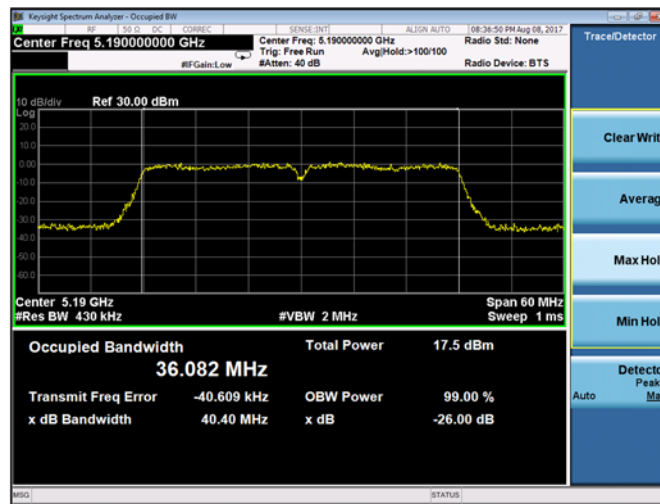 Keysight Spectrum Analyzer - Occupied BW
RF 50 Ω DC CORREC SENSE:INT ALIGN AUTO 08:36:50 PM Aug 08, 2017
Center Freq 5.190000000 GHz
Center Freq: 5.190000000 GHz
Radio Std: None
Trace/Detector
Trig: Free Run Avg|Hold:>100/100
#IFGain:Low #Atten: 40 dB Radio Device: BTS
10 dB/div Ref 30.00 dBm
Log
20.0
10.0
0.00
-10.0
-20.0
-30.0
-40.0
-50.0
-60.0
Center 5.19 GHz Span 60 MHz
#Res BW 430 kHz #VBW 2 MHz Sweep 1 ms
Occupied Bandwidth Total Power 17.5 dBm
36.082 MHz
Transmit Freq Error -40.609 kHz OBW Power 99.00 %
x dB Bandwidth 40.40 MHz x dB -26.00 dB
Clear Writ
Averag
Max Hol
Min Hol
Detecto
Peak
Auto Ma
MSG STATUS